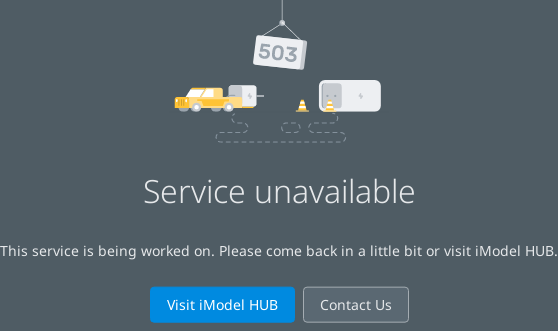 503
Service unavailable
This service is being worked on. Please come back in a little bit or visit iModel HUB.
Visit iModel HUB
Contact Us